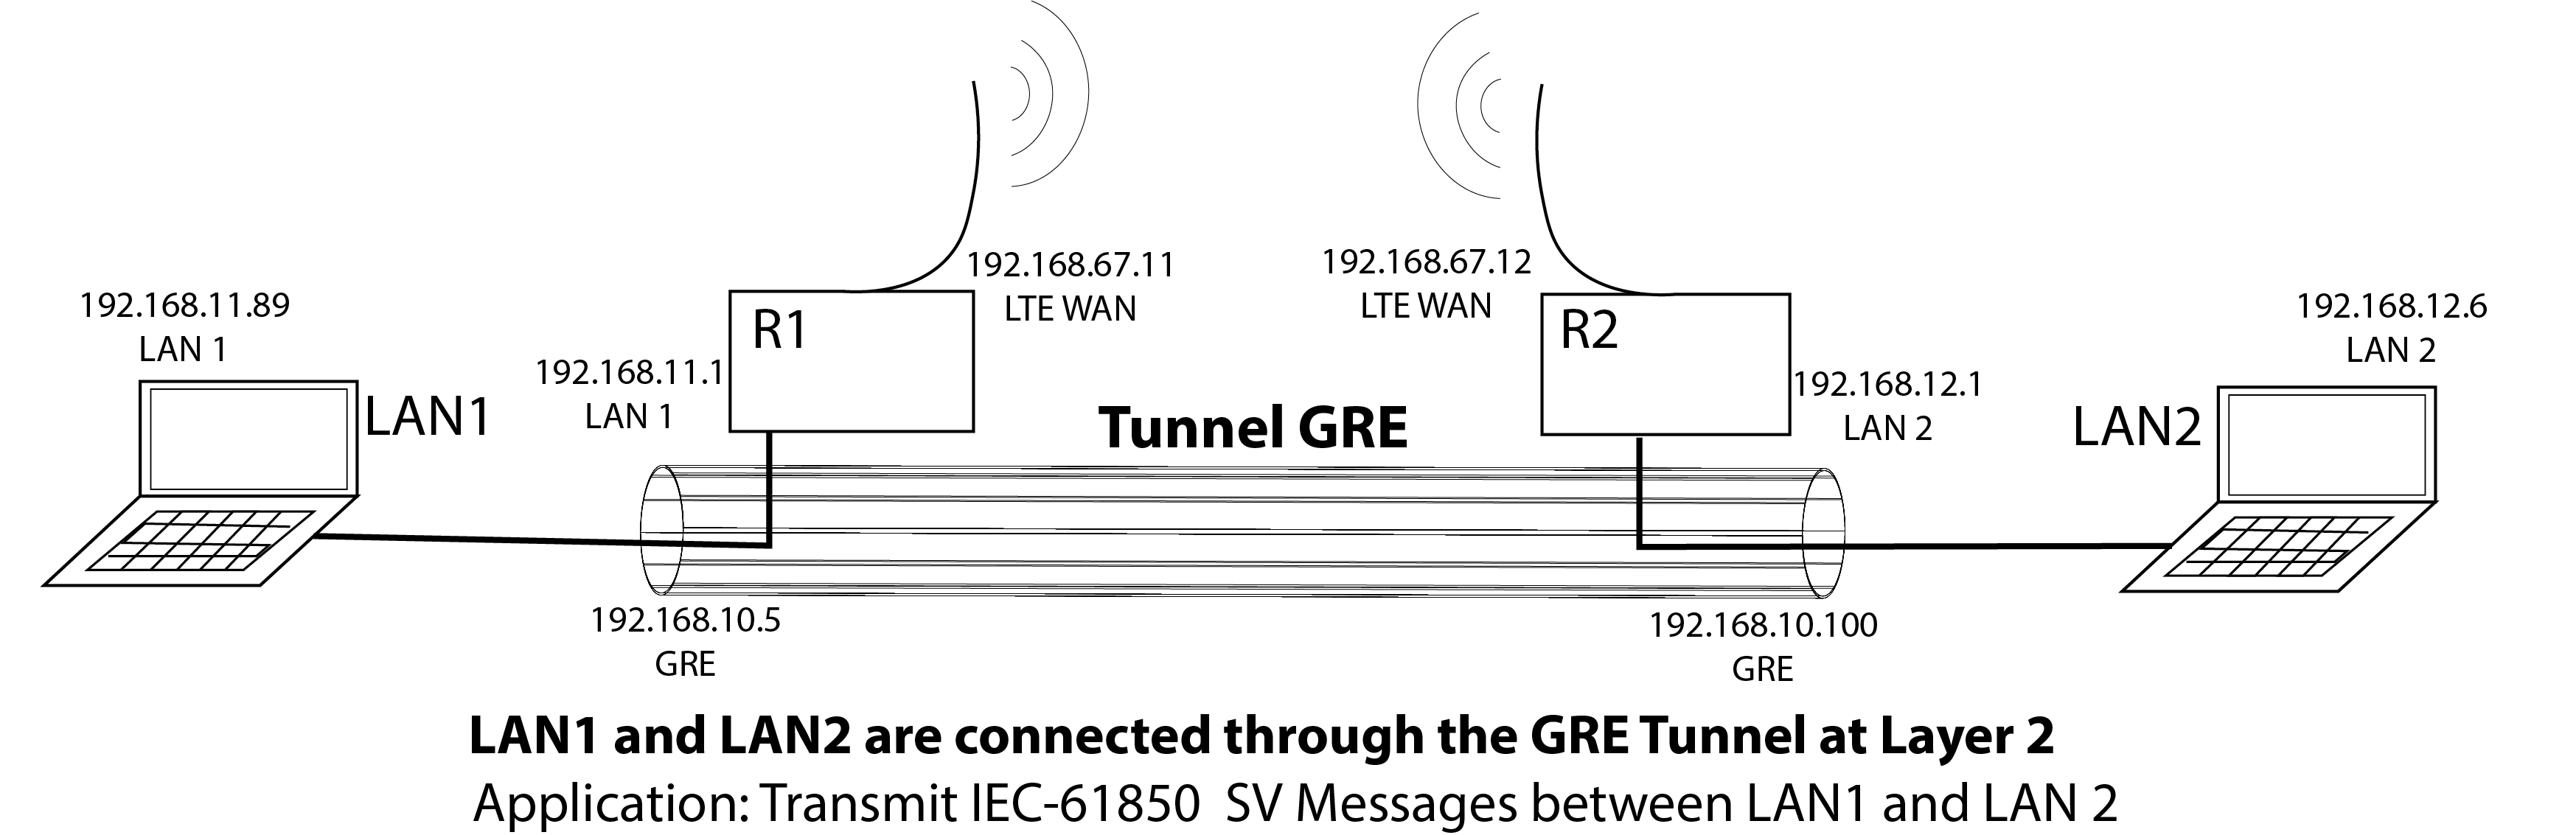 192.168.67.11
LTE WAN
192.168.67.12
LTE WAN
192.168.11.89
LAN 1
R1
R2
192.168.12.6
LAN 2
192.168.11.1
LAN 1
192.168.12.1
LAN 2
LAN1
Tunnel GRE
LAN2
192.168.10.5
GRE
192.168.10.100
GRE
LAN1 and LAN2 are connected through the GRE Tunnel at Layer 2
Application: Transmit IEC-61850  SV Messages between LAN1 and LAN 2